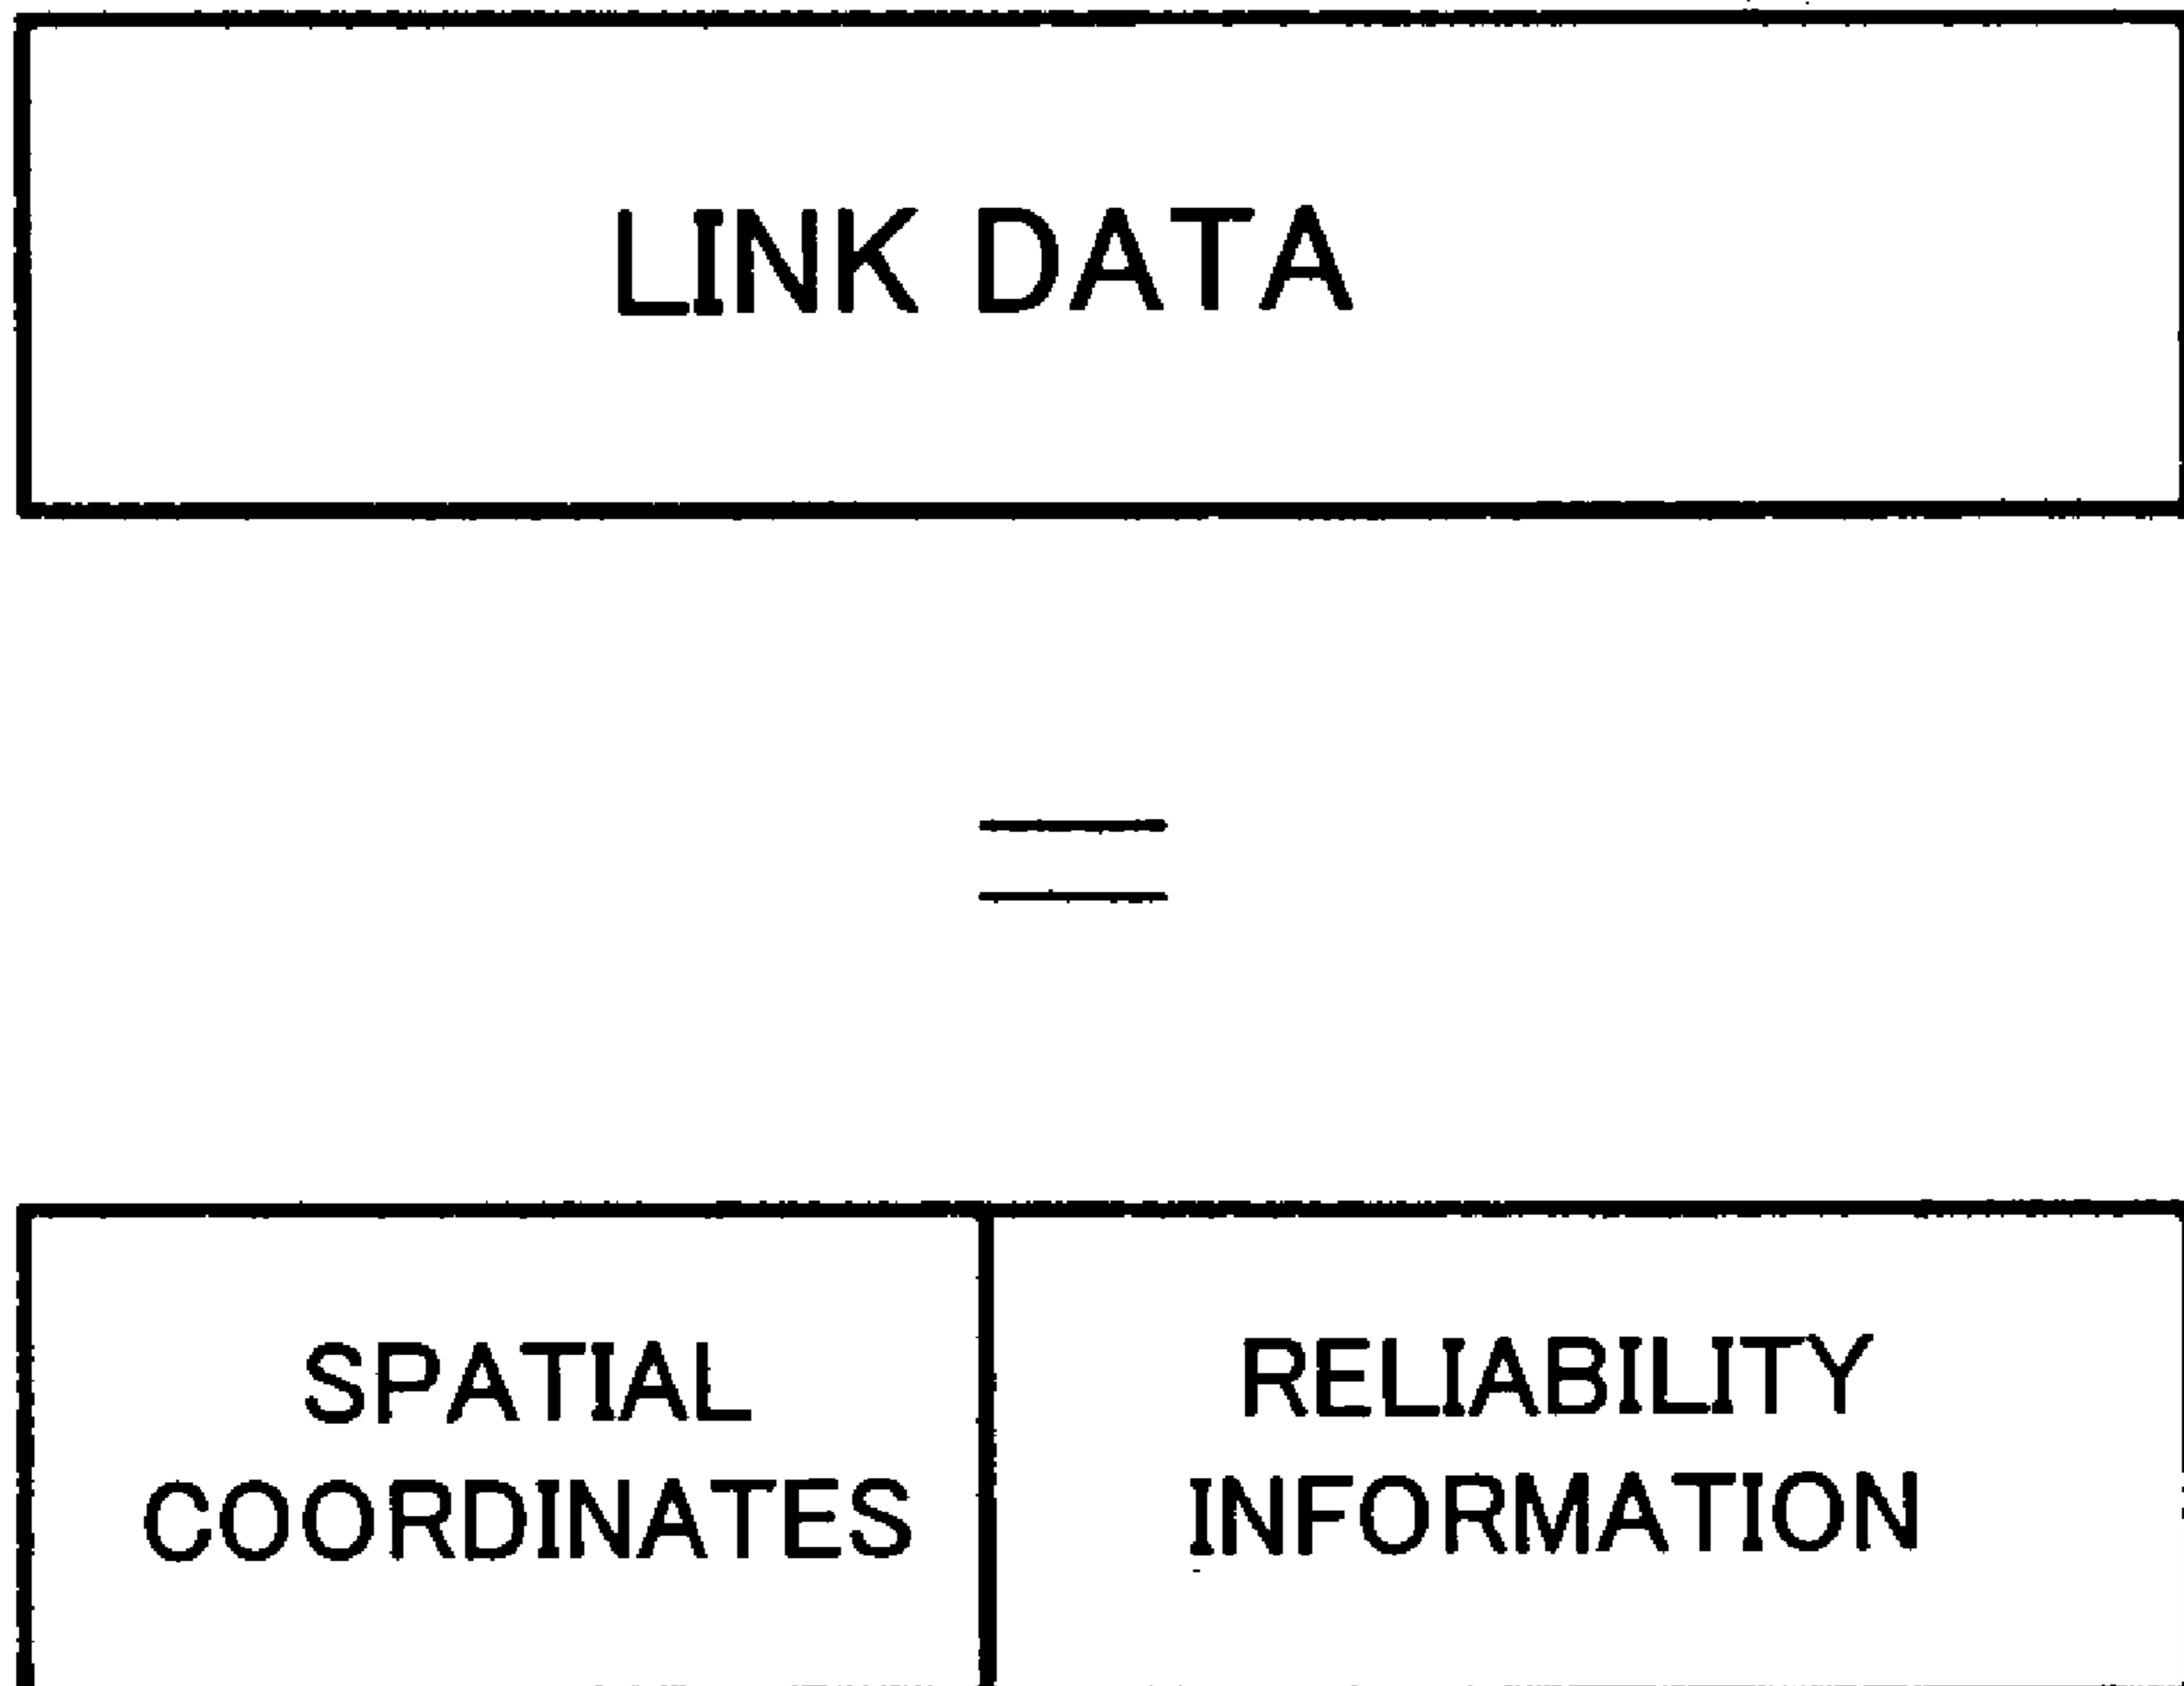 LINK DATA
=
SPATIAL
COORDINATES
RELIABILITY
INFORMATION